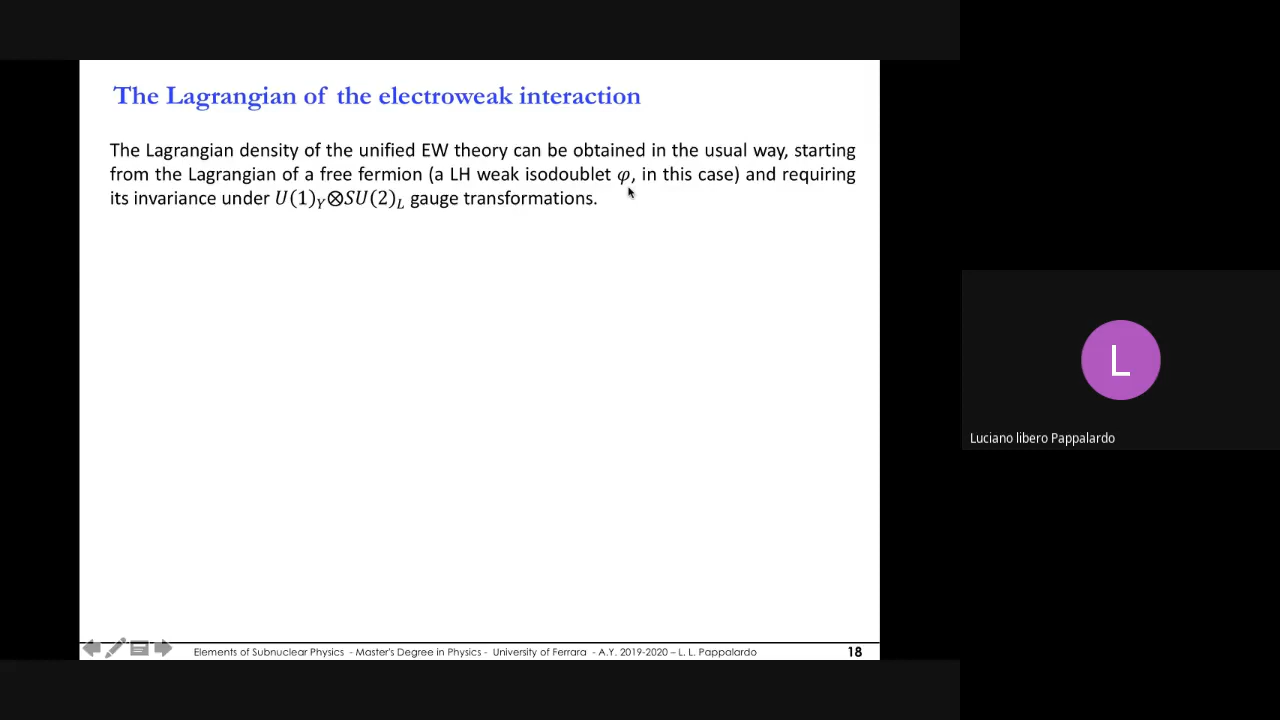 The Lagrangian of the electroweak interaction
The Lagrangian density of the unified EW theory can be obtained in the usual way, starting
from the Lagrangian of a free fermion (a LH weak isodoublet φ, in this case) and requiring
its invariance under U(1)_Y⊗SU(2)_L gauge transformations.
L
Luciano libero Pappalardo
Elements of Subnuclear Physics - Master's Degree in Physics - University of Ferrara - A.Y. 2019-2020 – L. L. Pappalardo
18